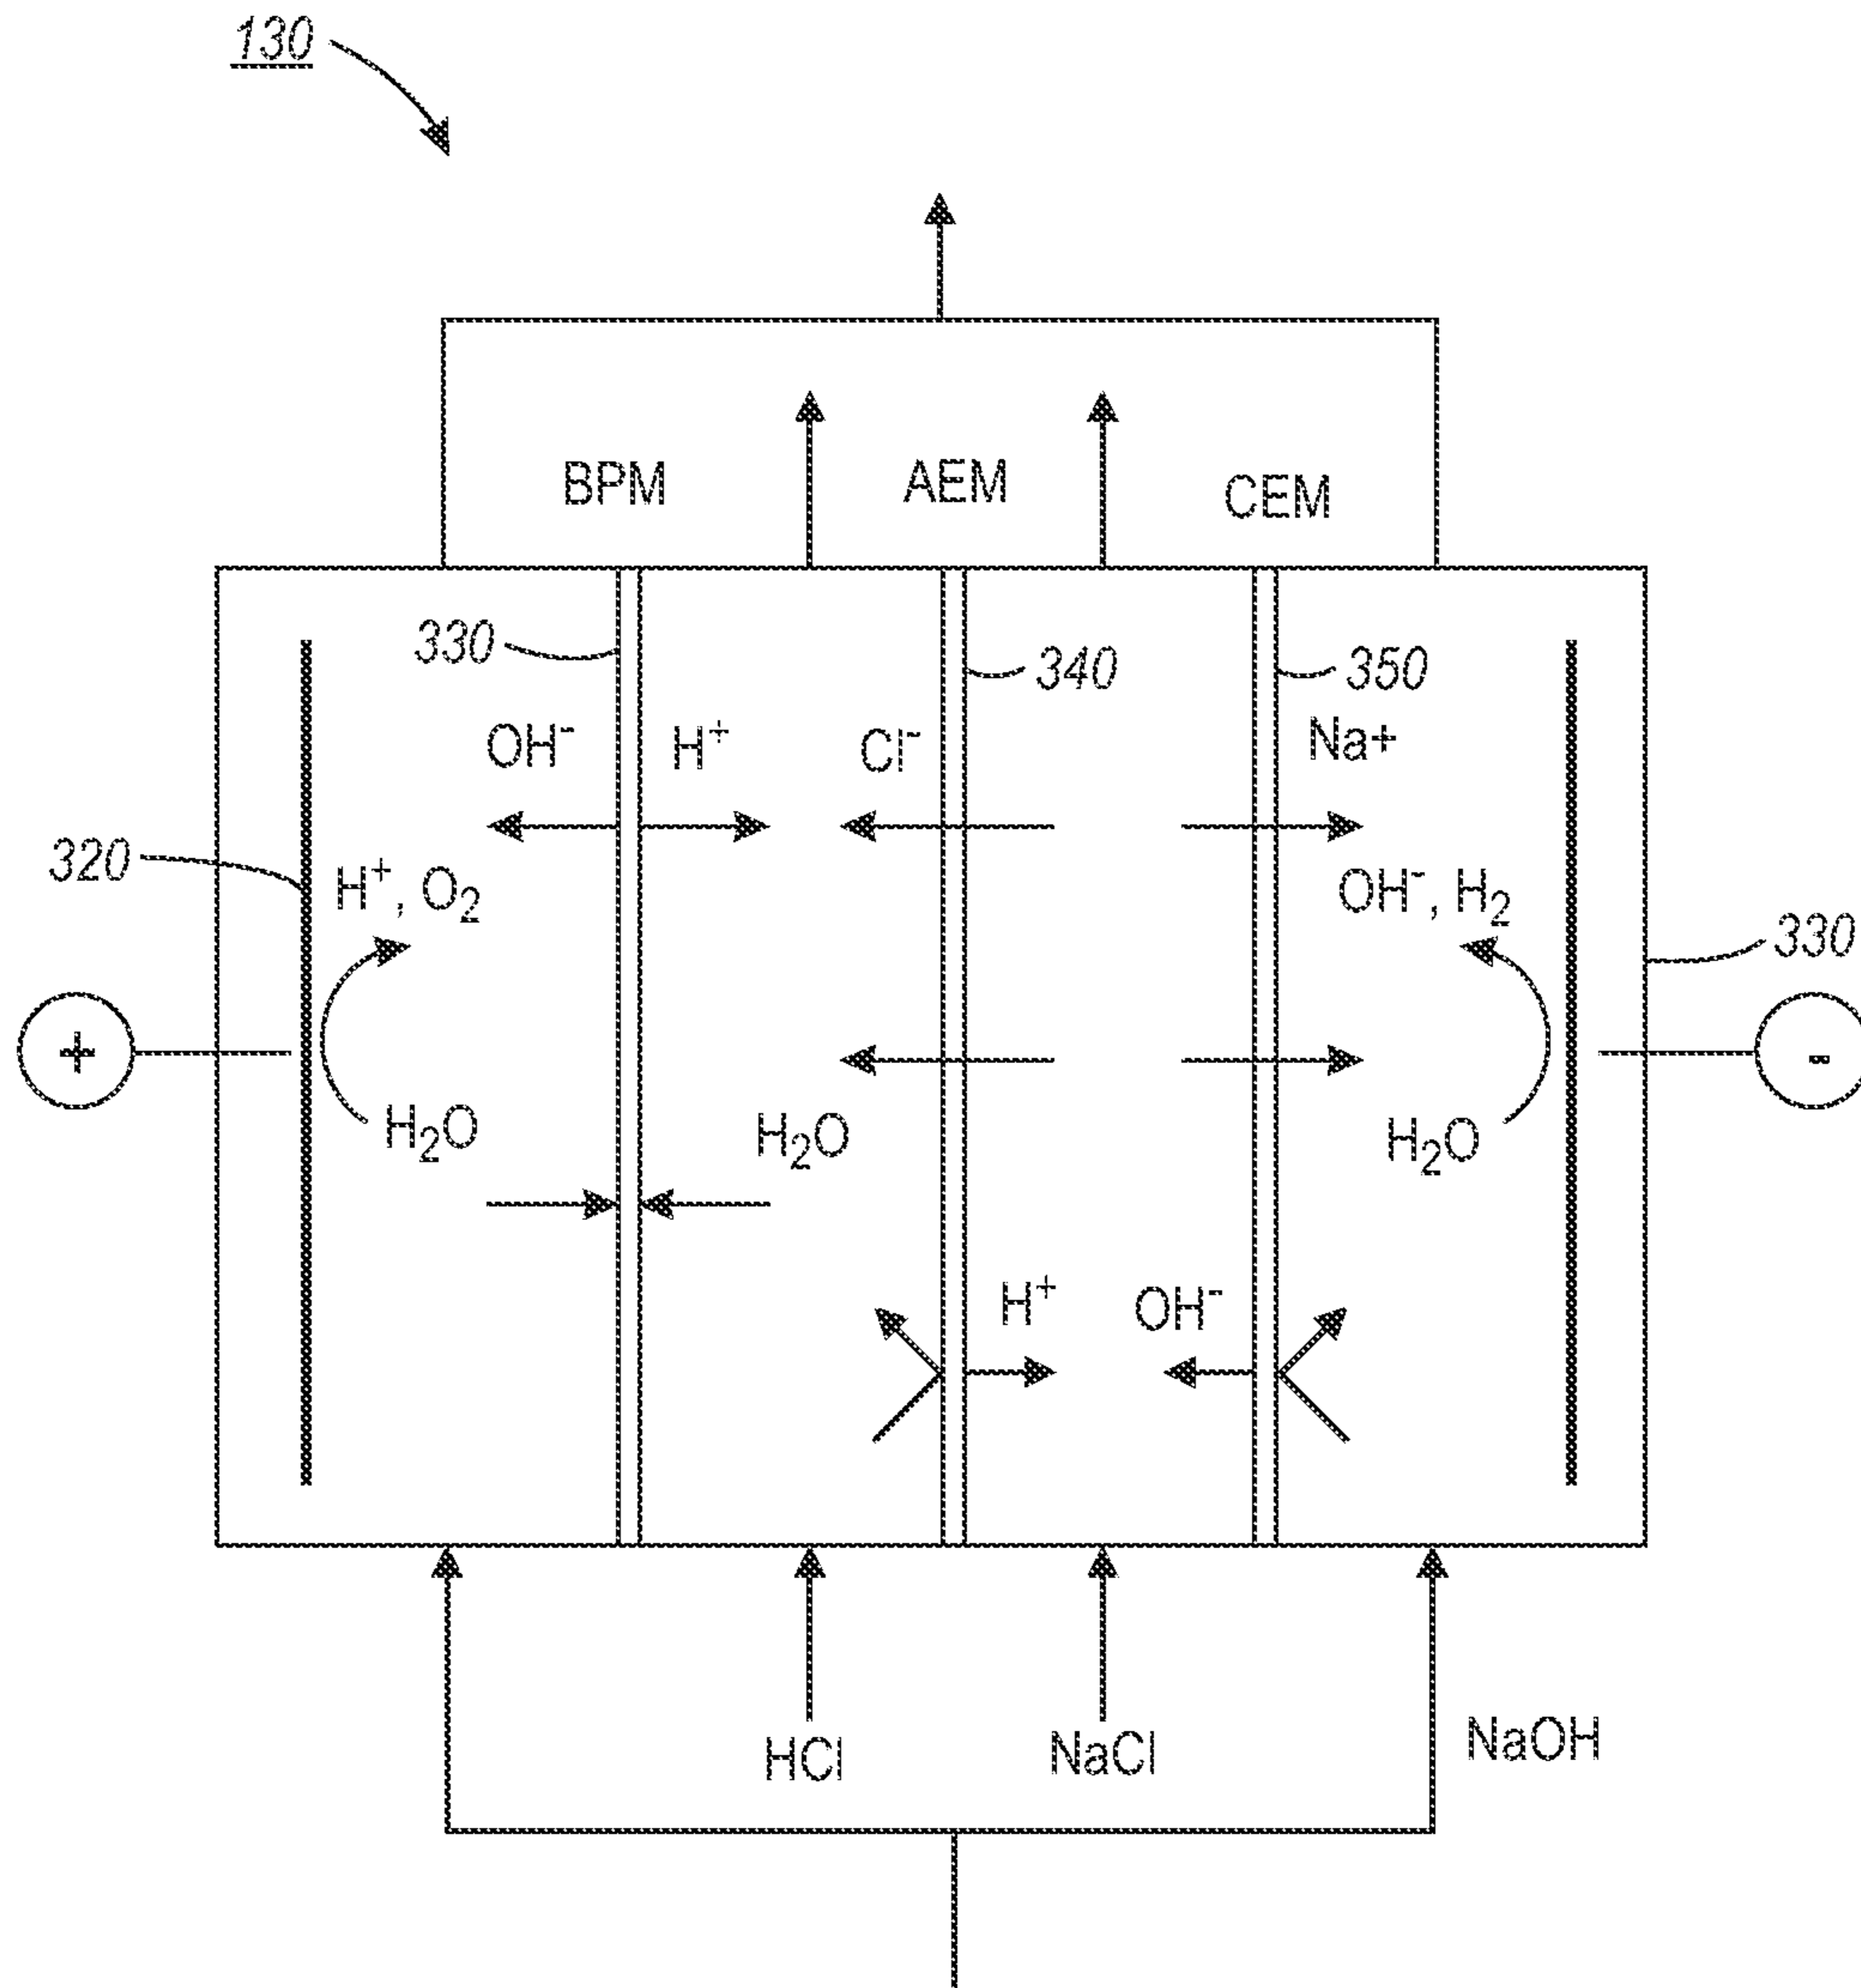 130
BPM
AEM
CEM
330
340
350
OH⁻
H⁺
Cl⁻
Na+
320
H⁺, O₂
OH⁻, H₂
330
+
-
H₂O
H₂O
H₂O
H⁺
OH⁻
HCl
NaCl
NaOH